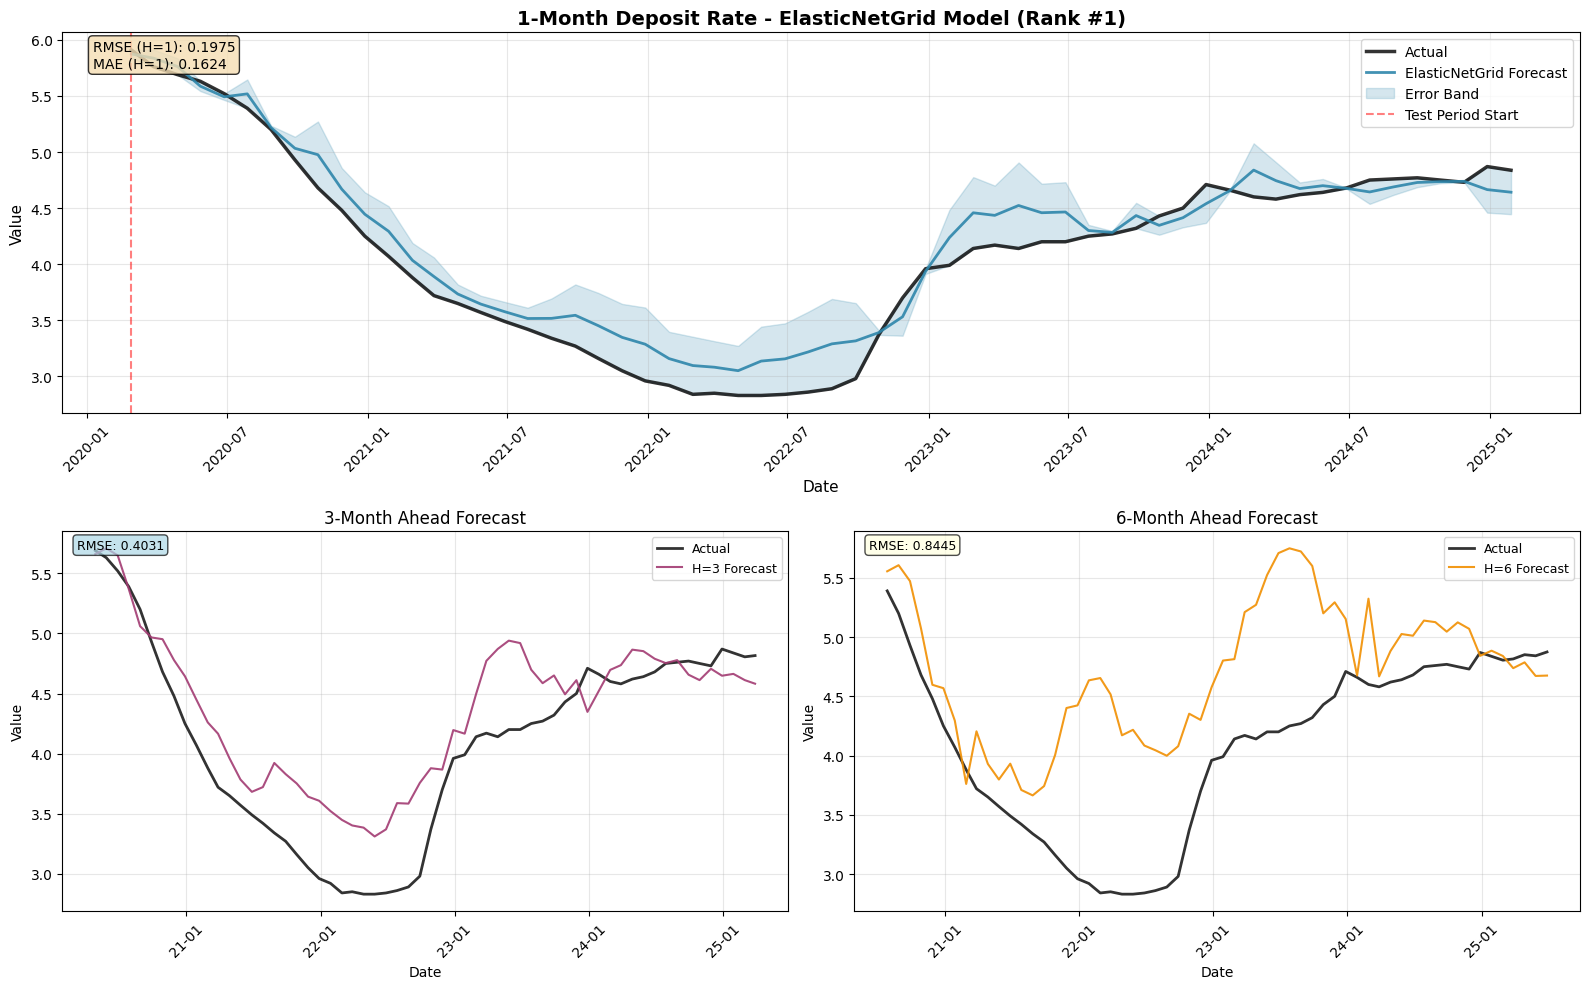 1-Month Deposit Rate - ElasticNetGrid Model (Rank #1)
RMSE (H=1): 0.1975
MAE (H=1): 0.1624
Actual
ElasticNetGrid Forecast
Error Band
Test Period Start
Value
6.0
5.5
5.0
4.5
4.0
3.5
3.0
2020-01
2020-07
2021-01
2021-07
2022-01
2022-07
2023-01
2023-07
2024-01
2024-07
2025-01
Date
3-Month Ahead Forecast
RMSE: 0.4031
Actual
H=3 Forecast
Value
5.5
5.0
4.5
4.0
3.5
3.0
21-01
22-01
23-01
24-01
25-01
Date
6-Month Ahead Forecast
RMSE: 0.8445
Actual
H=6 Forecast
Value
5.5
5.0
4.5
4.0
3.5
3.0
21-01
22-01
23-01
24-01
25-01
Date